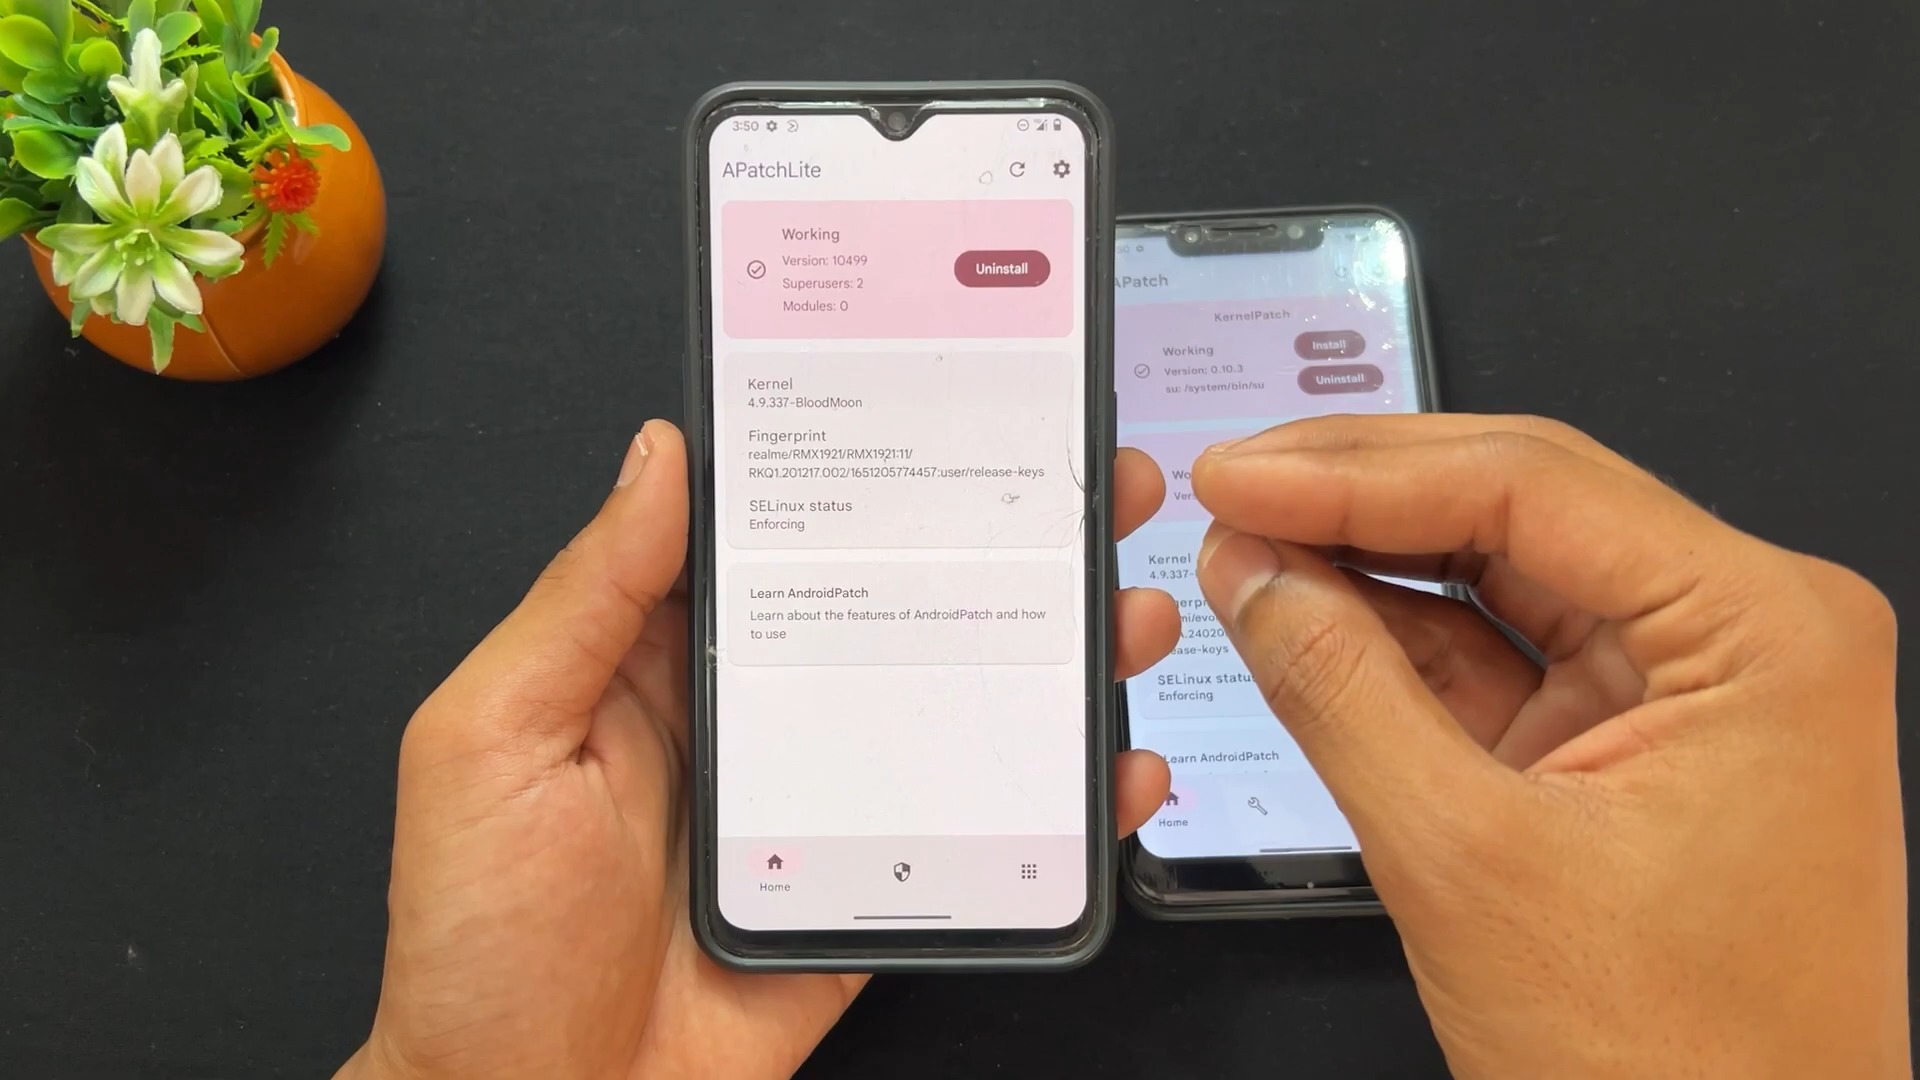 3:50
APatchLite
Working
Version: 10499
Superusers: 2
Modules: 0
Uninstall
Kernel
4.9.337-BloodMoon
Fingerprint
realme/RMX1921/RMX1921:11/
RKQ1.201217.002/1651205774457:user/release-keys
SELinux status
Enforcing
Learn AndroidPatch
Learn about the features of AndroidPatch and how
to use
Home
APatch
KernelPatch
Working
Version: 0.10.3
su: /system/bin/su
Install
Uninstall
Kernel
4.9.337-
SELinux status
Enforcing
Learn AndroidPatch
Home